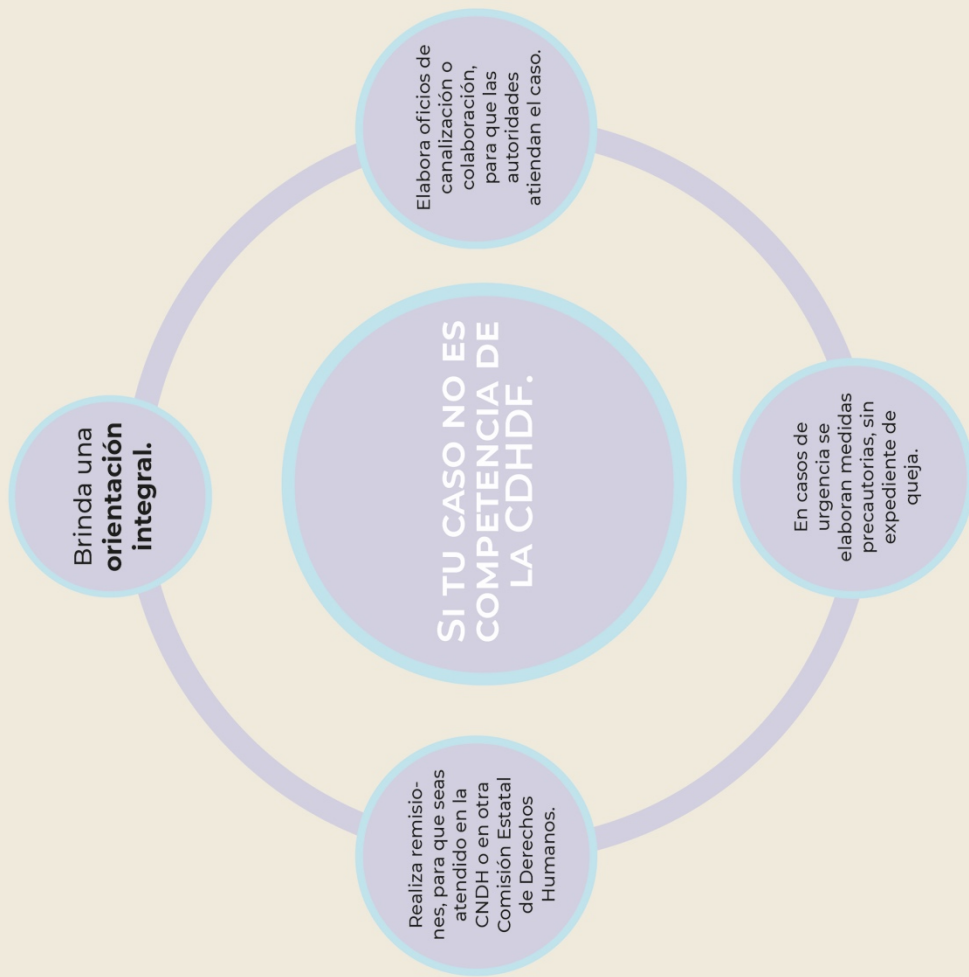 Brinda una
orientación
integral.
Realiza remisio-
nes, para que seas
atendido en la
CNDH o en otra
Comisión Estatal
de Derechos
Humanos.
SI TU CASO NO ES
COMPETENCIA DE
LA CDHDF.
Elabora oficios de
canalización o
colaboración,
para que las
autoridades
atiendan el caso.
En casos de
urgencia se
elaboran medidas
precautorias, sin
expediente de
queja.